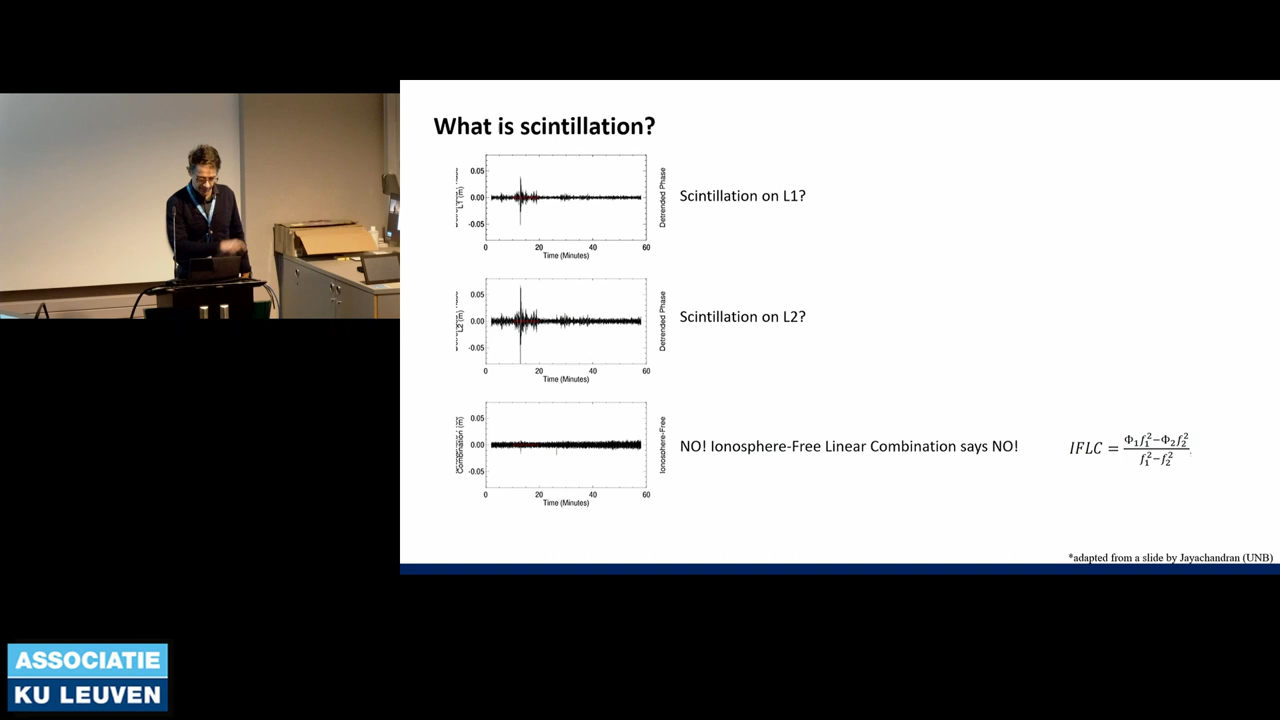 What is scintillation?
0.05
L1 (m)
0.00
-0.05
0
20
40
60
Time (Minutes)
Detrended Phase
Scintillation on L1?
0.05
L2 (m)
0.00
-0.05
0
20
40
60
Time (Minutes)
Detrended Phase
Scintillation on L2?
0.05
Combination (m)
0.00
-0.05
0
20
40
60
Time (Minutes)
Ionosphere-Free
NO! Ionosphere-Free Linear Combination says NO!
IFLC = (Φ₁f₁²−Φ₂f₂²)/(f₁²−f₂²)
*adapted from a slide by Jayachandran (UNB)
ASSOCIATIE
KU LEUVEN